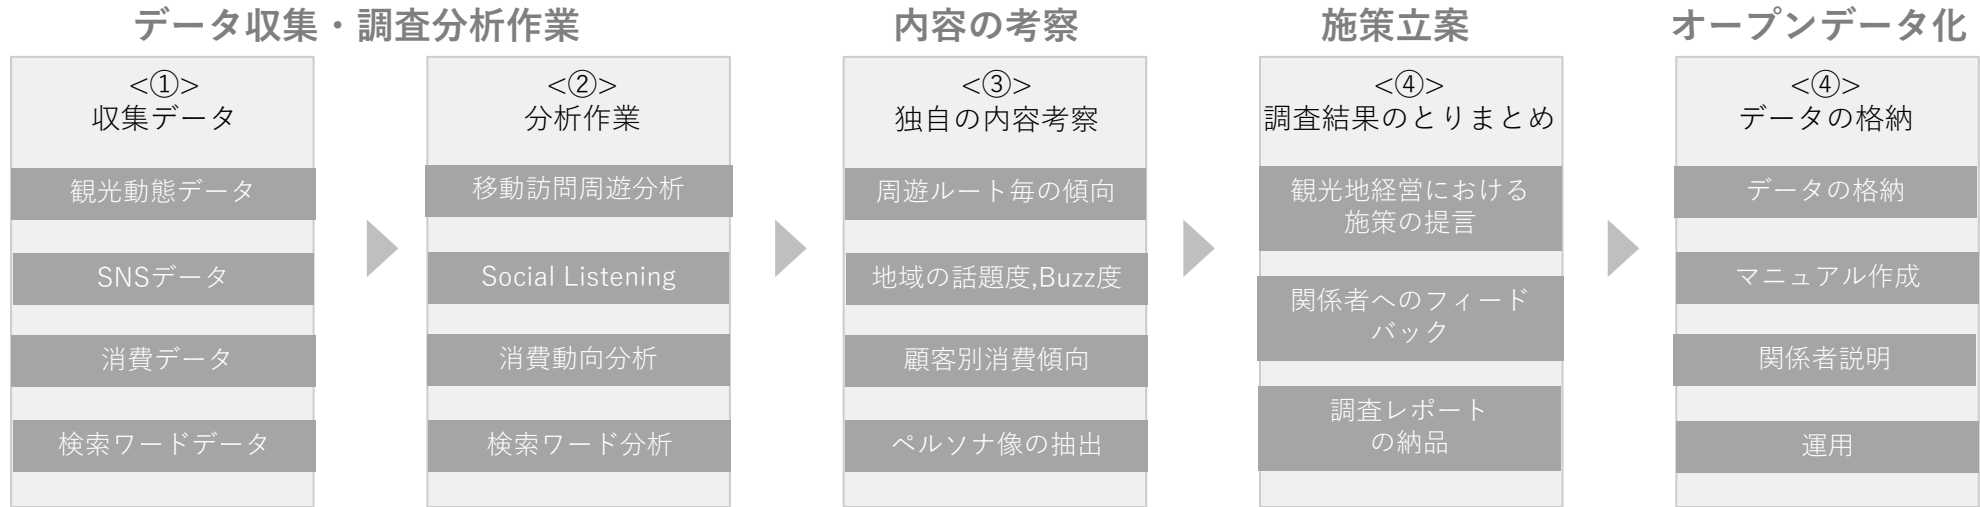 データ収集・調査分析作業
内容の考察
施策立案
オープンデータ化
<①>
収集データ
観光動態データ
SNSデータ
消費データ
検索ワードデータ
<②>
分析作業
移動訪問周遊分析
Social Listening
消費動向分析
検索ワード分析
<③>
独自の内容考察
周遊ルート毎の傾向
地域の話題度,Buzz度
顧客別消費傾向
ペルソナ像の抽出
<④>
調査結果のとりまとめ
観光地経営における
施策の提言
関係者へのフィード
バック
調査レポート
の納品
<④>
データの格納
データの格納
マニュアル作成
関係者説明
運用